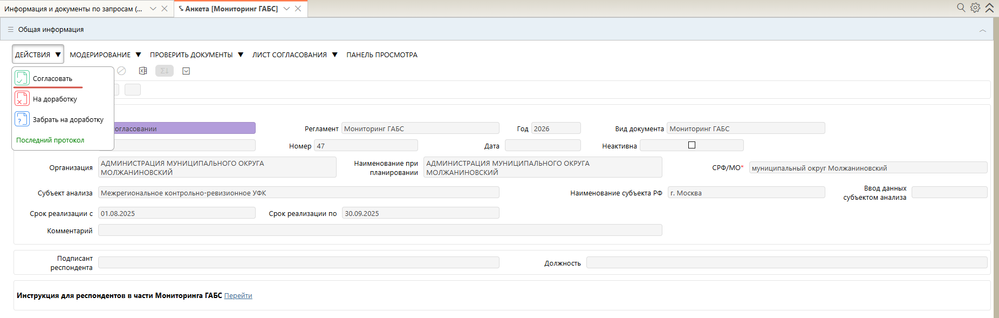 Информация и документы по запросам (...
Анкета [Мониторинг ГАБС]
Общая информация
ДЕЙСТВИЯ ▼ МОДЕРИРОВАНИЕ ▼ ПРОВЕРИТЬ ДОКУМЕНТЫ ▼ ЛИСТ СОГЛАСОВАНИЯ ▼ ПАНЕЛЬ ПРОСМОТРА
Согласовать
На доработку
Забрать на доработку
Последний протокол
огласовании Регламент Мониторинг ГАБС Год 2026 Вид документа Мониторинг ГАБС
Номер 47 Дата Неактивна
Организация
АДМИНИСТРАЦИЯ МУНИЦИПАЛЬНОГО ОКРУГА
МОЛЖАНИНОВСКИЙ
Наименование при
планировании
АДМИНИСТРАЦИЯ МУНИЦИПАЛЬНОГО ОКРУГА
МОЛЖАНИНОВСКИЙ
СРФ/МО* муниципальный округ Молжаниновский
Субъект анализа Межрегиональное контрольно-ревизионное УФК
Наименование субъекта РФ г. Москва
Ввод данных
субъектом анализа
Срок реализации с 01.08.2025 Срок реализации по 30.09.2025
Комментарий
Подписант
респондента
Должность
Инструкция для респондентов в части Мониторинга ГАБС Перейти